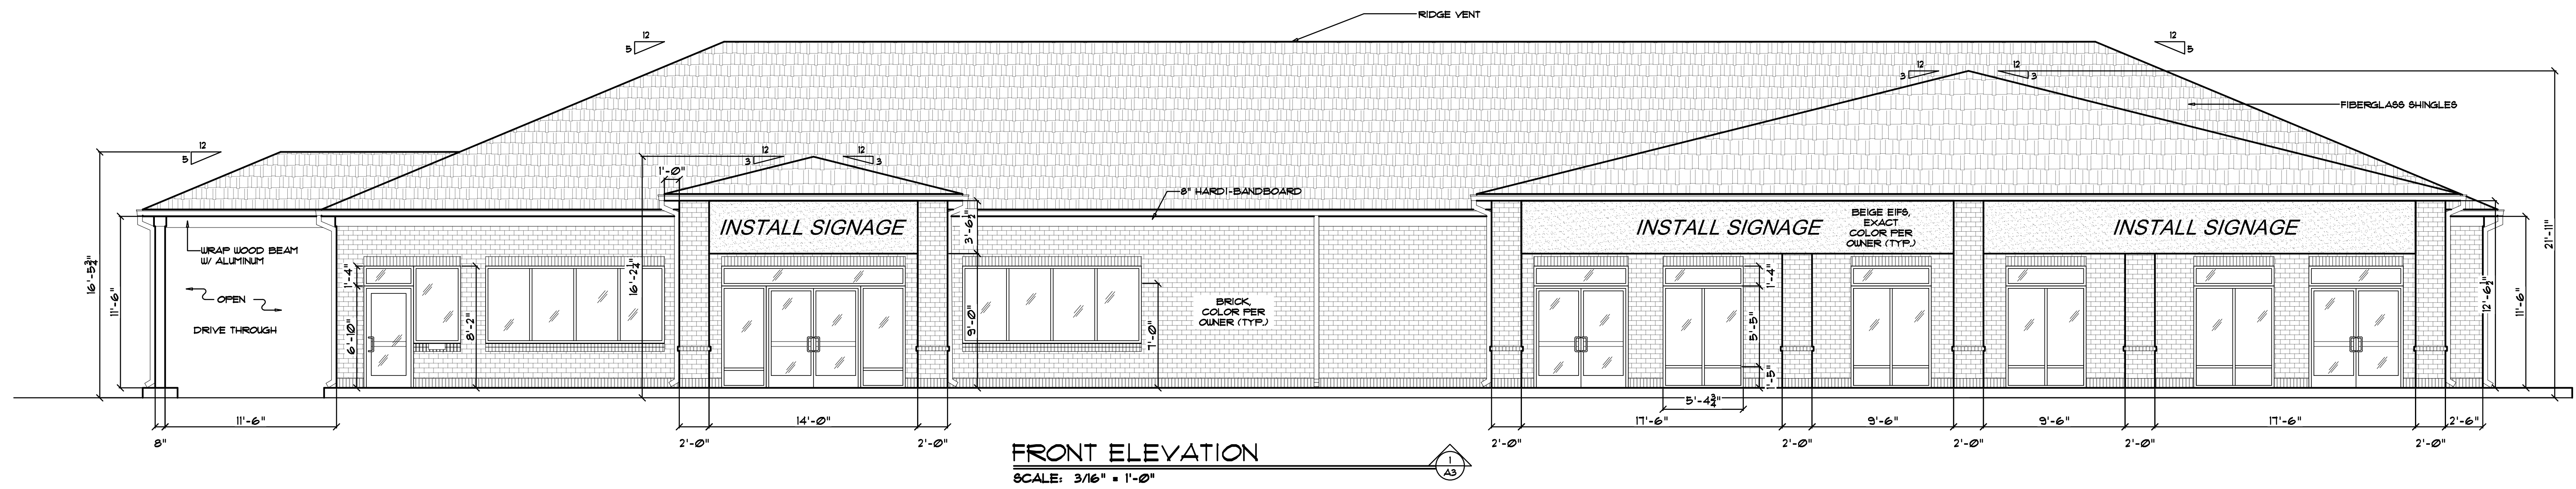 RIDGE VENT
12
5
12
5
12
3
12
3
FIBERGLASS SHINGLES
12
5
12
3
12
3
1'-0"
8" HARDI-BANDBOARD
INSTALL SIGNAGE
INSTALL SIGNAGE
BEIGE EIFS,
EXACT
COLOR PER
OWNER (TYP.)
INSTALL SIGNAGE
WRAP WOOD BEAM
W/ ALUMINUM
OPEN
DRIVE THROUGH
BRICK,
COLOR PER
OWNER (TYP.)
16'-5 3/4"
11'-6"
1'-4"
6'-10"
8'-2"
16'-2 1/4"
3'-6 1/2"
9'-0"
7'-0"
1'-4"
5'-5"
1'-5"
12'-6 1/2"
11'-6"
21'-11"
5'-4 3/4"
11'-6"
14'-0"
17'-6"
9'-6"
9'-6"
17'-6"
2'-6"
8"
2'-0"
2'-0"
2'-0"
2'-0"
2'-0"
2'-0"
2'-0"
FRONT ELEVATION
SCALE: 3/16" = 1'-0"
1
A3